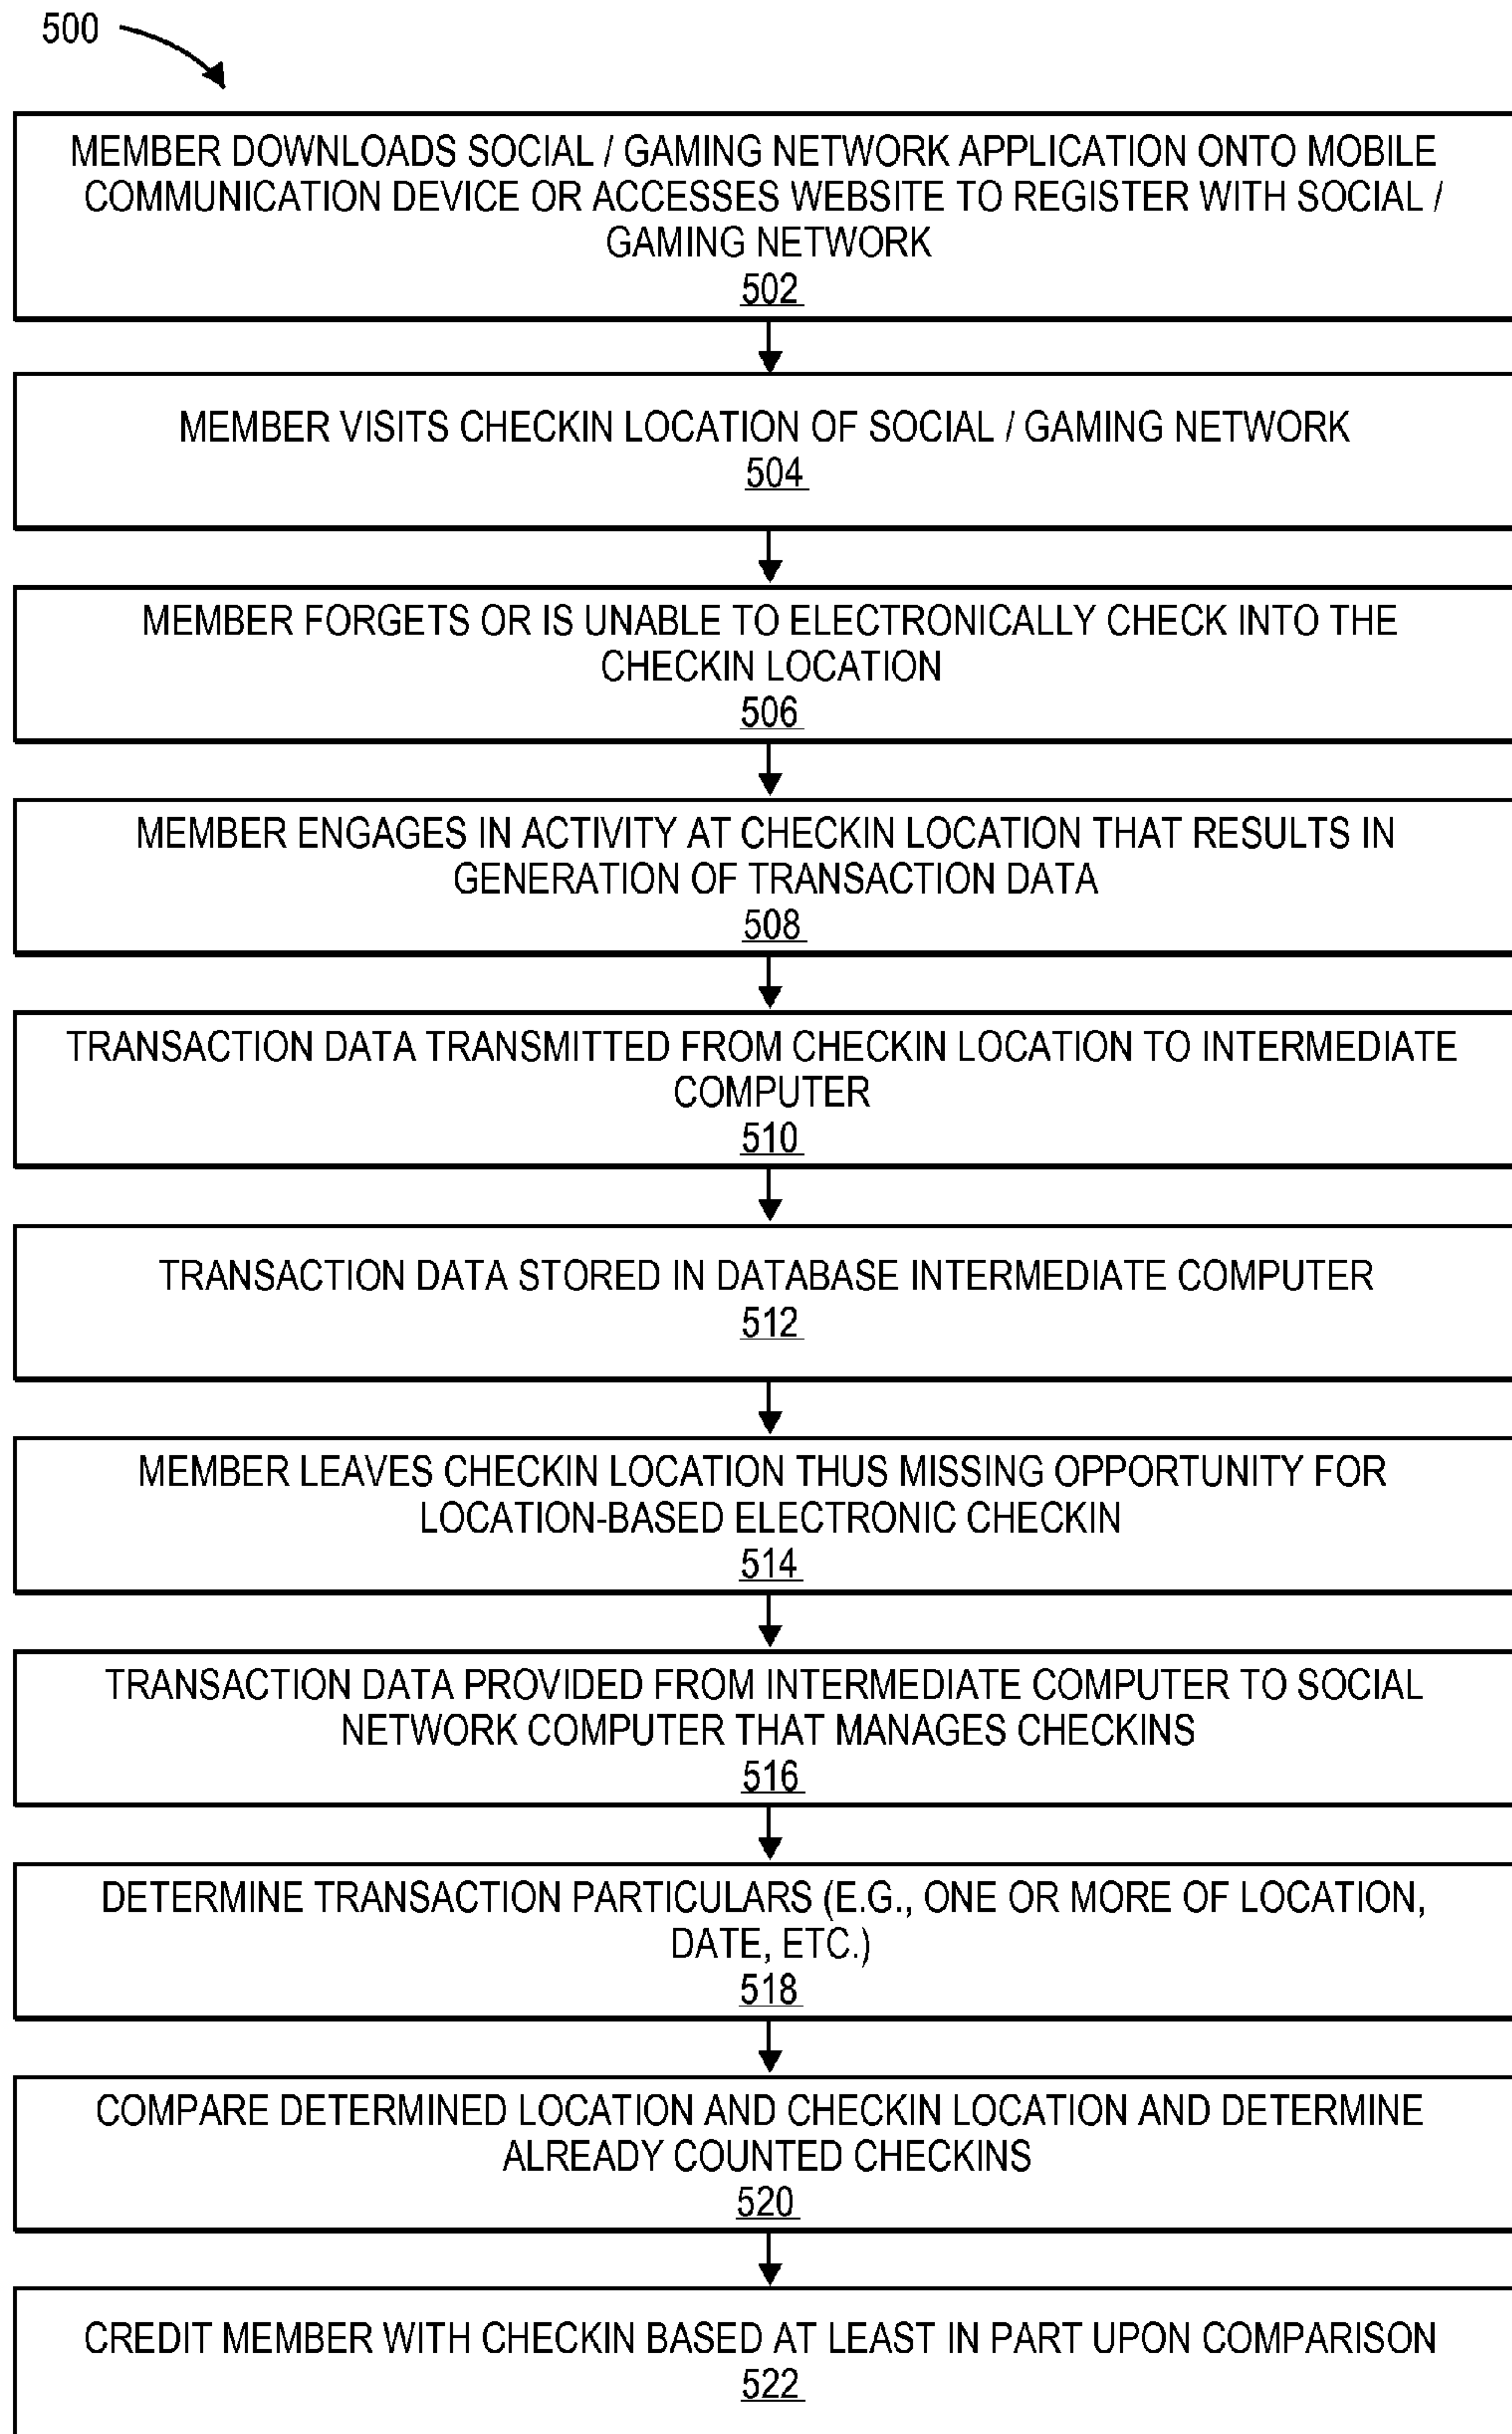 500
MEMBER DOWNLOADS SOCIAL / GAMING NETWORK APPLICATION ONTO MOBILE
COMMUNICATION DEVICE OR ACCESSES WEBSITE TO REGISTER WITH SOCIAL /
GAMING NETWORK
502
MEMBER VISITS CHECKIN LOCATION OF SOCIAL / GAMING NETWORK
504
MEMBER FORGETS OR IS UNABLE TO ELECTRONICALLY CHECK INTO THE
CHECKIN LOCATION
506
MEMBER ENGAGES IN ACTIVITY AT CHECKIN LOCATION THAT RESULTS IN
GENERATION OF TRANSACTION DATA
508
TRANSACTION DATA TRANSMITTED FROM CHECKIN LOCATION TO INTERMEDIATE
COMPUTER
510
TRANSACTION DATA STORED IN DATABASE INTERMEDIATE COMPUTER
512
MEMBER LEAVES CHECKIN LOCATION THUS MISSING OPPORTUNITY FOR
LOCATION-BASED ELECTRONIC CHECKIN
514
TRANSACTION DATA PROVIDED FROM INTERMEDIATE COMPUTER TO SOCIAL
NETWORK COMPUTER THAT MANAGES CHECKINS
516
DETERMINE TRANSACTION PARTICULARS (E.G., ONE OR MORE OF LOCATION,
DATE, ETC.)
518
COMPARE DETERMINED LOCATION AND CHECKIN LOCATION AND DETERMINE
ALREADY COUNTED CHECKINS
520
CREDIT MEMBER WITH CHECKIN BASED AT LEAST IN PART UPON COMPARISON
522